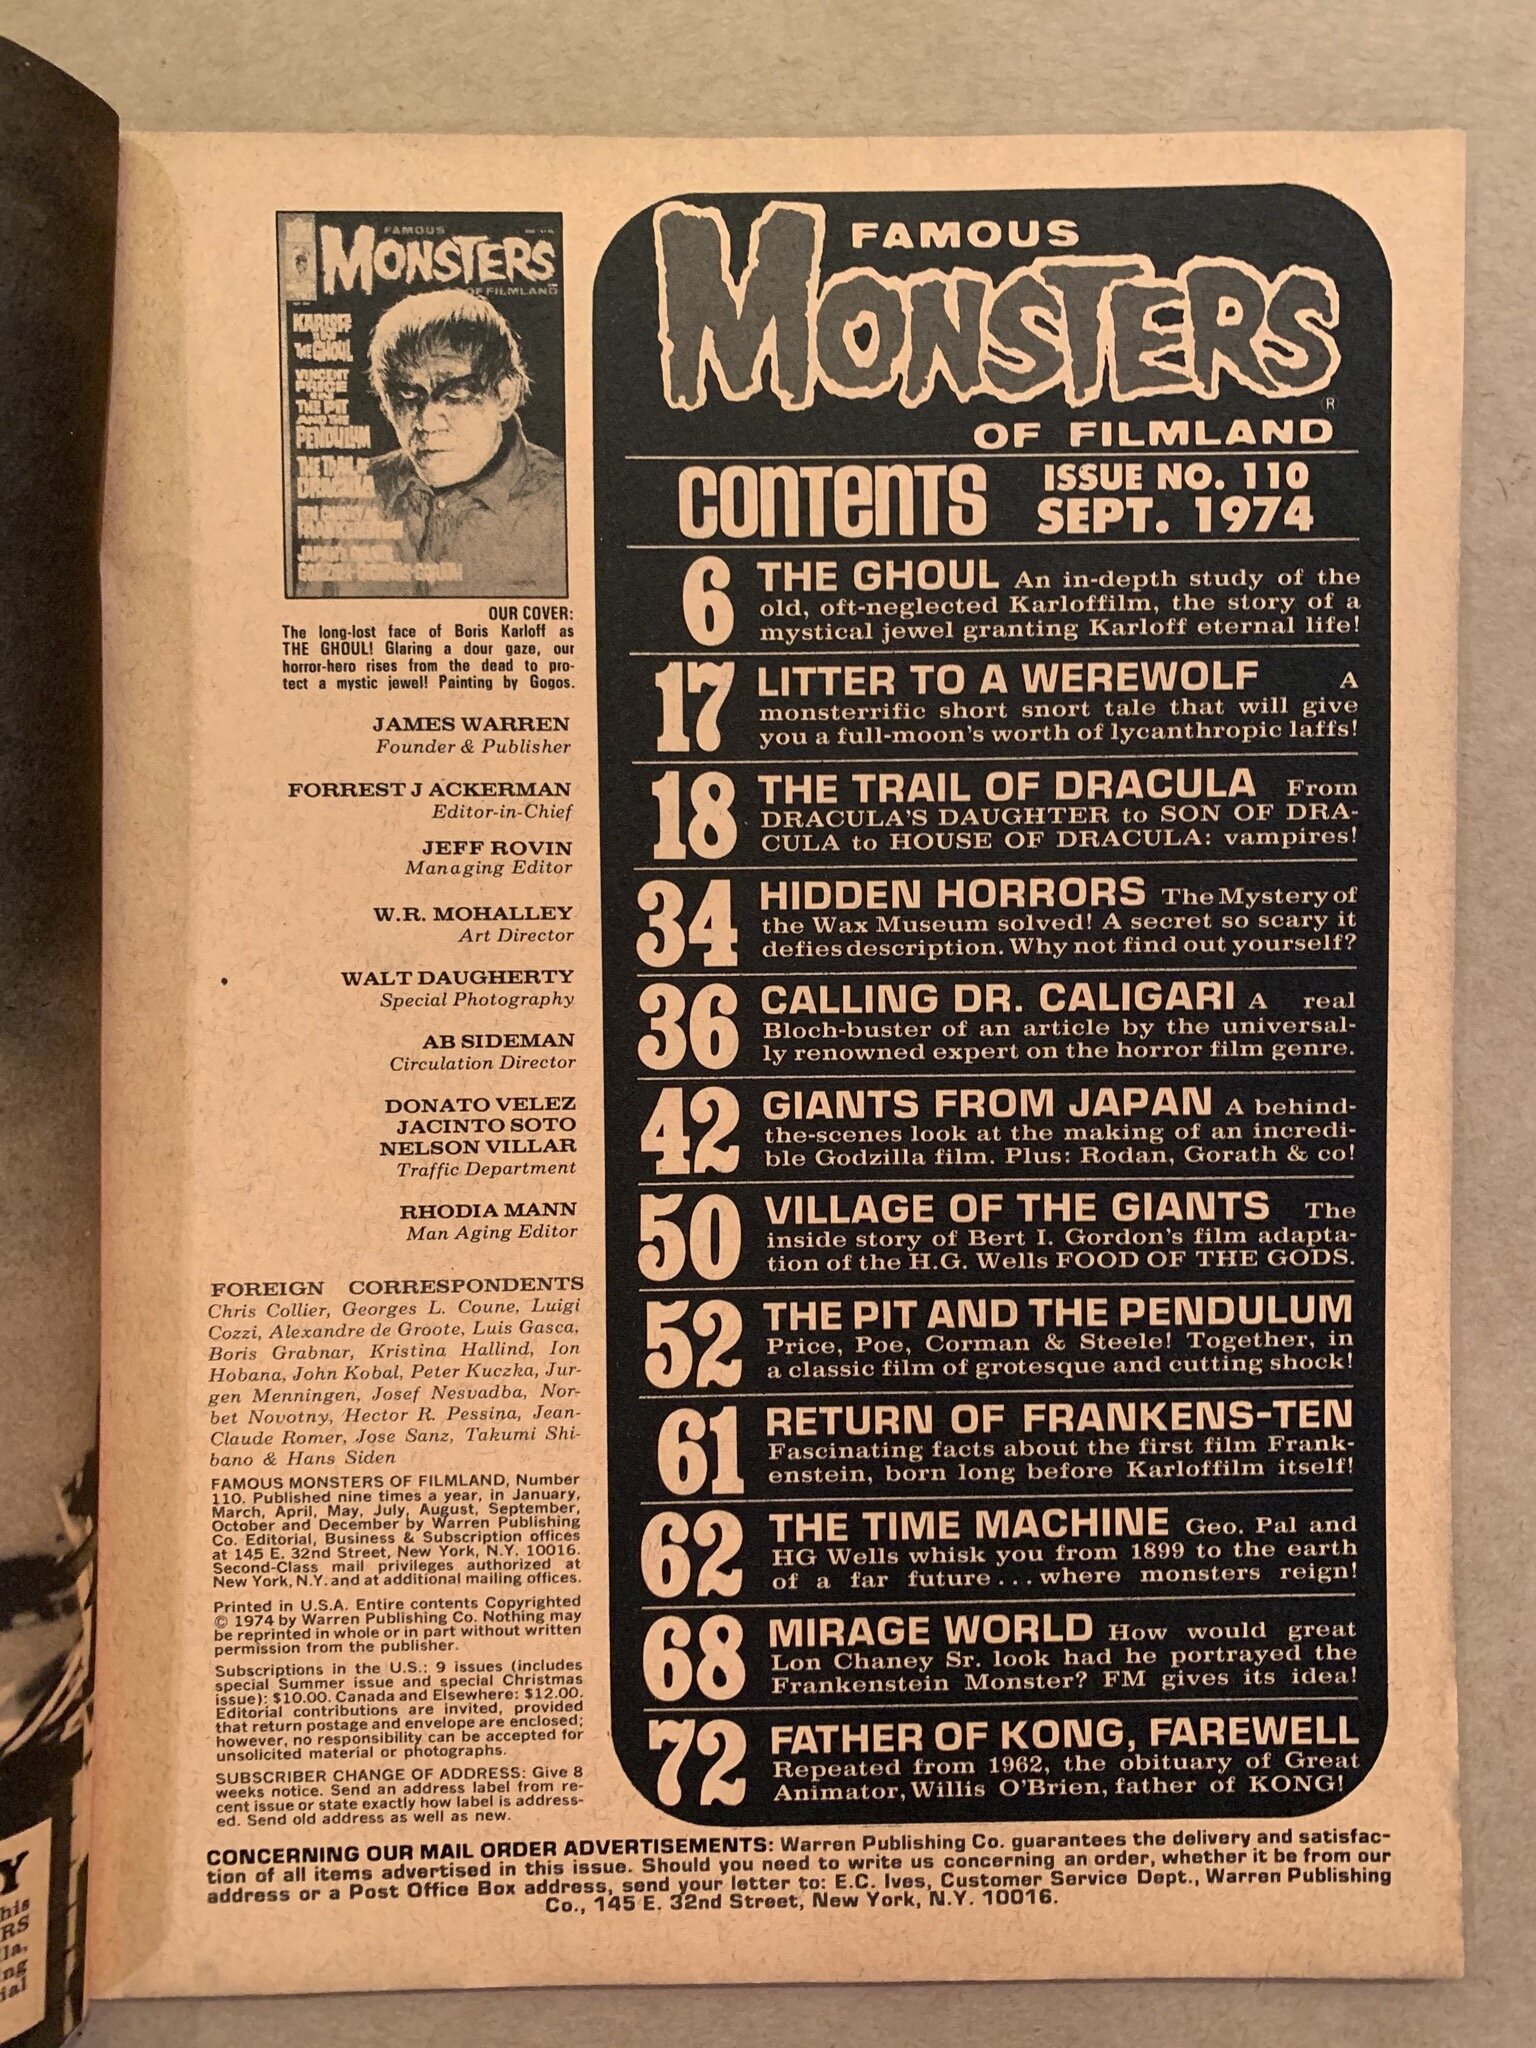 FAMOUS
MONSTERS
OF FILMLAND
KARLOFF
THE GHOUL
VINCENT
PRICE
THE PIT
AND THE
PENDULUM
THE TRAIL OF
DRACULA
OUR COVER:
The long-lost face of Boris Karloff as
THE GHOUL! Glaring a dour gaze, our
horror-hero rises from the dead to pro-
tect a mystic jewel! Painting by Gogos.
JAMES WARREN
Founder & Publisher
FORREST J ACKERMAN
Editor-in-Chief
JEFF ROVIN
Managing Editor
W.R. MOHALLEY
Art Director
WALT DAUGHERTY
Special Photography
AB SIDEMAN
Circulation Director
DONATO VELEZ
JACINTO SOTO
NELSON VILLAR
Traffic Department
RHODIA MANN
Man Aging Editor
FOREIGN CORRESPONDENTS
Chris Collier, Georges L. Coune, Luigi
Cozzi, Alexandre de Groote, Luis Gasca,
Boris Grabnar, Kristina Hallind, Ion
Hobana, John Kobal, Peter Kuczka, Jur-
gen Menningen, Josef Nesvadba, Nor-
bet Novotny, Hector R. Pessina, Jean-
Claude Romer, Jose Sanz, Takumi Shi-
bano & Hans Siden
FAMOUS MONSTERS OF FILMLAND, Number
110. Published nine times a year, in January,
March, April, May, July, August, September,
October and December by Warren Publishing
Co. Editorial, Business & Subscription offices
at 145 E. 32nd Street, New York, N.Y. 10016.
Second-Class mail privileges authorized at
New York, N.Y. and at additional mailing offices.
Printed in U.S.A. Entire contents Copyrighted
© 1974 by Warren Publishing Co. Nothing may
be reprinted in whole or in part without written
permission from the publisher.
Subscriptions in the U.S.: 9 issues (includes
special Summer issue and special Christmas
issue): $10.00. Canada and Elsewhere: $12.00.
Editorial contributions are invited, provided
that return postage and envelope are enclosed;
however, no responsibility can be accepted for
unsolicited material or photographs.
SUBSCRIBER CHANGE OF ADDRESS: Give 8
weeks notice. Send an address label from re-
cent issue or state exactly how label is address-
ed. Send old address as well as new.
FAMOUS
MONSTERS ®
OF FILMLAND
CONTENTS
ISSUE NO. 110
SEPT. 1974
6 THE GHOUL An in-depth study of the
old, oft-neglected Karloffilm, the story of a
mystical jewel granting Karloff eternal life!
17 LITTER TO A WEREWOLF A
monsterrific short snort tale that will give
you a full-moon's worth of lycanthropic laffs!
18 THE TRAIL OF DRACULA From
DRACULA'S DAUGHTER to SON OF DRA-
CULA to HOUSE OF DRACULA: vampires!
34 HIDDEN HORRORS The Mystery of
the Wax Museum solved! A secret so scary it
defies description. Why not find out yourself?
36 CALLING DR. CALIGARI A real
Bloch-buster of an article by the universal-
ly renowned expert on the horror film genre.
42 GIANTS FROM JAPAN A behind-
the-scenes look at the making of an incredi-
ble Godzilla film. Plus: Rodan, Gorath & co!
50 VILLAGE OF THE GIANTS The
inside story of Bert I. Gordon's film adapta-
tion of the H.G. Wells FOOD OF THE GODS.
52 THE PIT AND THE PENDULUM
Price, Poe, Corman & Steele! Together, in
a classic film of grotesque and cutting shock!
61 RETURN OF FRANKENS-TEN
Fascinating facts about the first film Frank-
enstein, born long before Karloffilm itself!
62 THE TIME MACHINE Geo. Pal and
HG Wells whisk you from 1899 to the earth
of a far future . . . where monsters reign!
68 MIRAGE WORLD How would great
Lon Chaney Sr. look had he portrayed the
Frankenstein Monster? FM gives its idea!
72 FATHER OF KONG, FAREWELL
Repeated from 1962, the obituary of Great
Animator, Willis O'Brien, father of KONG!
CONCERNING OUR MAIL ORDER ADVERTISEMENTS: Warren Publishing Co. guarantees the delivery and satisfac-
tion of all items advertised in this issue. Should you need to write us concerning an order, whether it be from our
address or a Post Office Box address, send your letter to: E.C. Ives, Customer Service Dept., Warren Publishing
Co., 145 E. 32nd Street, New York, N.Y. 10016.